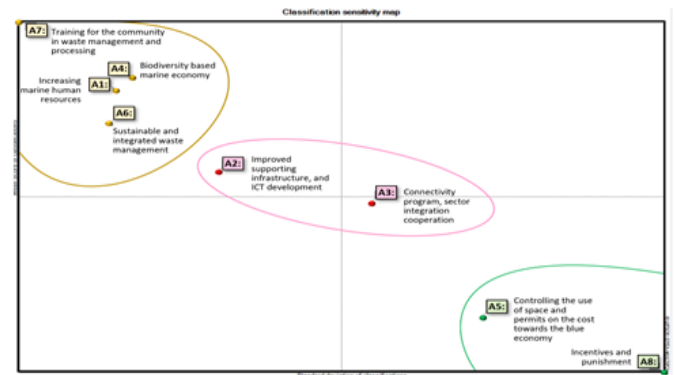 Classification sensitivity map
A7: Training for the community
in waste management and
processing
A4: Biodiversity based
marine economy
A1: Increasing
marine human
resources
A6:
Sustainable and
integrated waste
management
A2: Improved
supporting
infrastructure, and
ICT development
A3: Connectivity
program, sector
integration
cooperation
A5: Controlling the use
of space and
permits on the cost
towards the blue
economy
Incentives and
punishment A8: